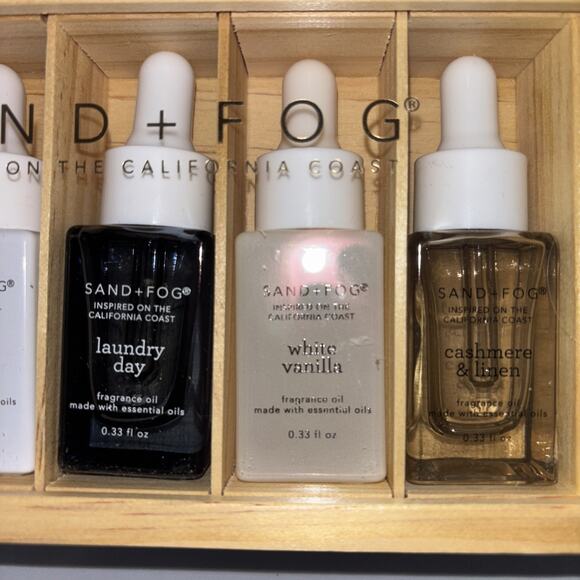 ND + FOG®
ON THE CALIFORNIA COAST
G®
oils
SAND+FOG®
INSPIRED ON THE
CALIFORNIA COAST
laundry
day
fragrance oil
made with essential oils
0.33 fl oz
SAND+FOG®
INSPIRED ON THE
CALIFORNIA COAST
white
vanilla
fragrance oil
made with essential oils
0.33 fl oz
SAND+FOG®
INSPIRED ON THE
CALIFORNIA COAST
cashmere
& linen
fragrance oil
made with essential oils
0.33 fl oz